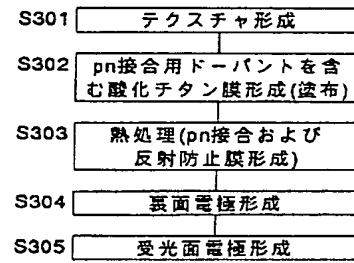 S301 テクスチャ形成
S302 pn接合用ドーパントを含
む酸化チタン膜形成(塗布)
S303 熱処理(pn接合および
反射防止膜形成)
S304 裏面電極形成
S305 受光面電極形成